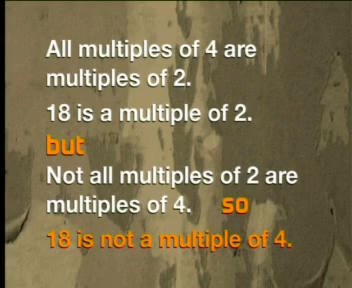 All multiples of 4 are
multiples of 2.
18 is a multiple of 2.
but
Not all multiples of 2 are
multiples of 4. so
18 is not a multiple of 4.